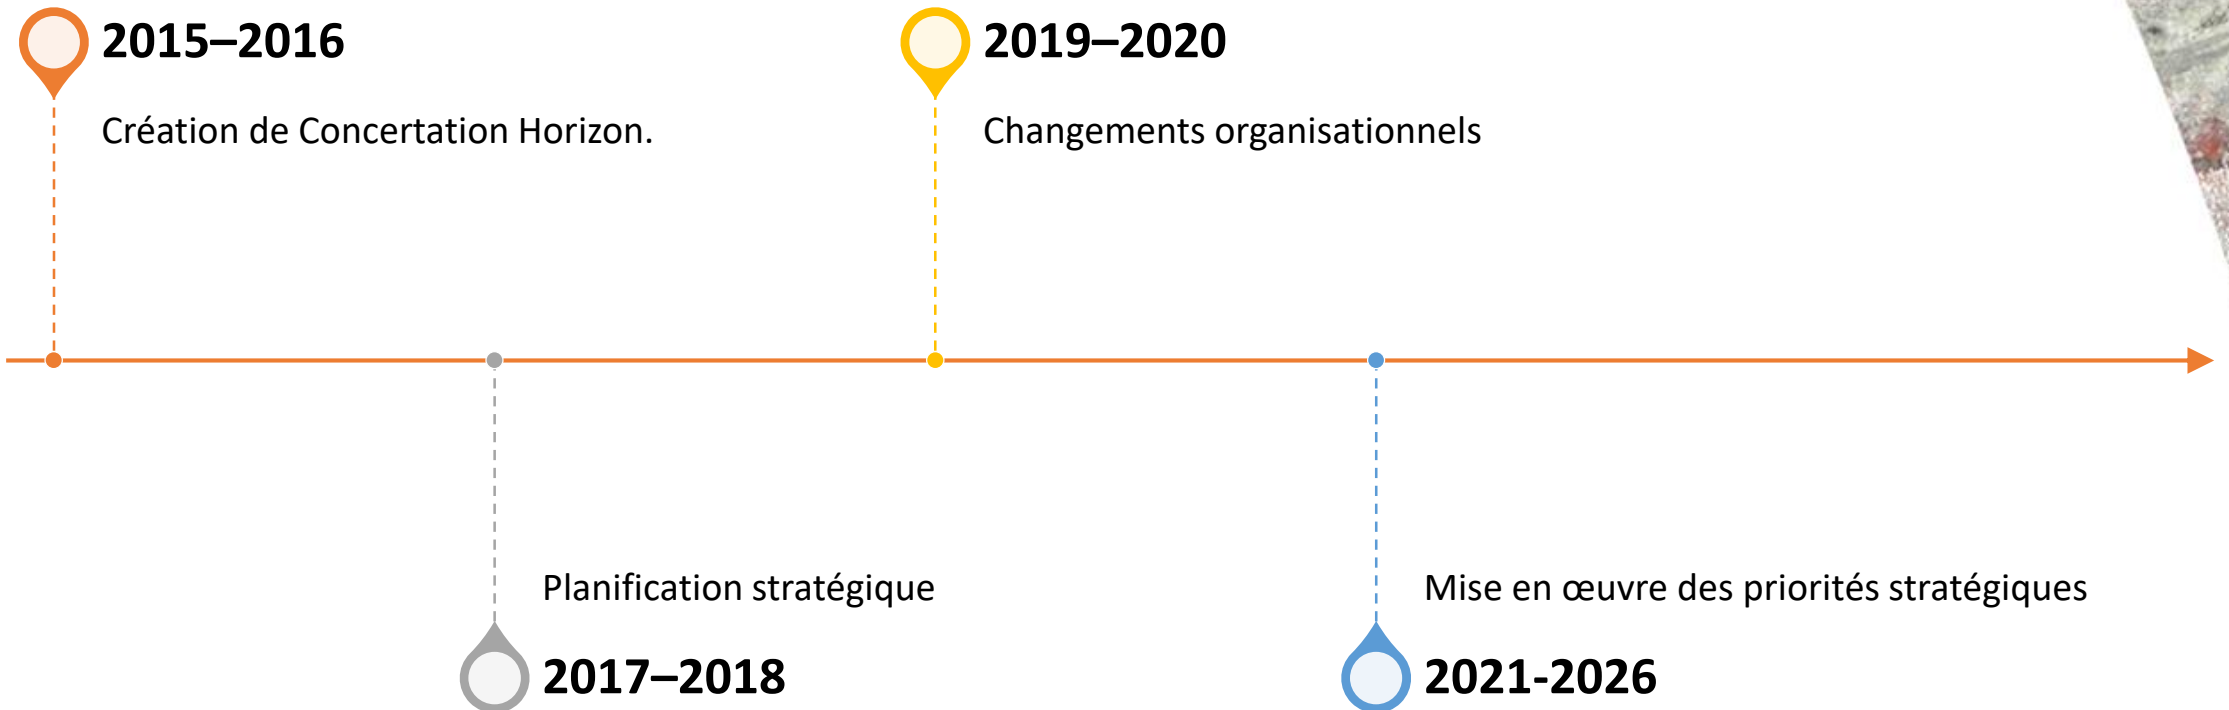 2015–2016
Création de Concertation Horizon.
2019–2020
Changements organisationnels
Planification stratégique
2017–2018
Mise en œuvre des priorités stratégiques
2021-2026